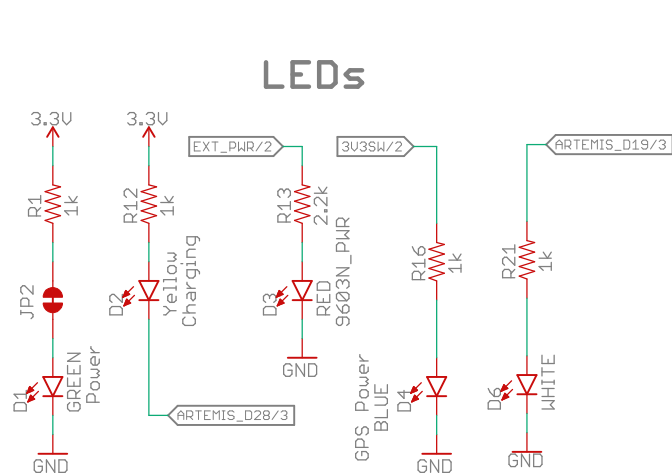 LEDs
3.3V
R1
1k
JP2
D1
GREEN
Power
GND
3.3V
R12
1k
D2
Yellow
Charging
ARTEMIS_D28/3
EXT_PWR/2
R13
2.2k
D3
RED
9603N_PWR
GND
3V3SW/2
R16
1k
GPS Power
BLUE
D4
GND
ARTEMIS_D19/3
R21
1k
D6
WHITE
GND